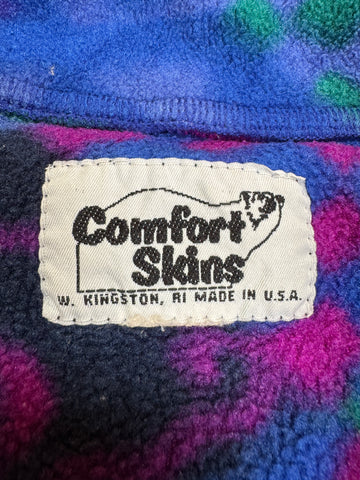 Comfort
Skins
W. KINGSTON, RI MADE IN U.S.A.